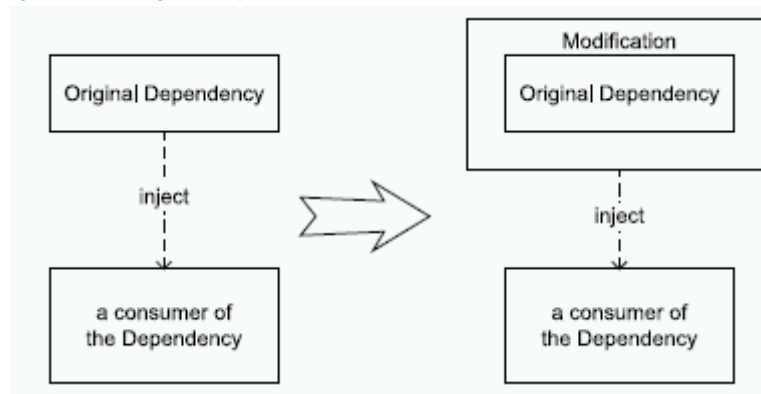 Original Dependency
inject
a consumer of
the Dependency
Modification
Original Dependency
inject
a consumer of
the Dependency